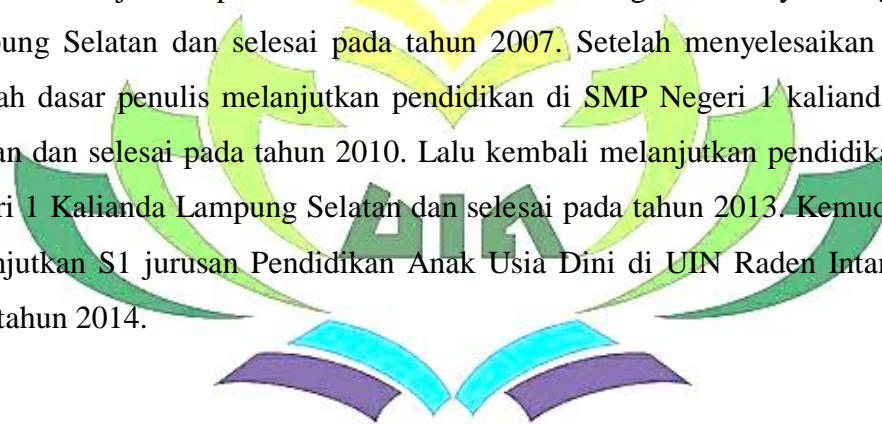 pung Selatan dan selesai pada tahun 2007. Setelah menyelesaikan
ah dasar penulis melanjutkan pendidikan di SMP Negeri 1 kaliand
an dan selesai pada tahun 2010. Lalu kembali melanjutkan pendidika
ri 1 Kalianda Lampung Selatan dan selesai pada tahun 2013. Kemud
njutkan S1 jurusan Pendidikan Anak Usia Dini di UIN Raden Intan
tahun 2014.